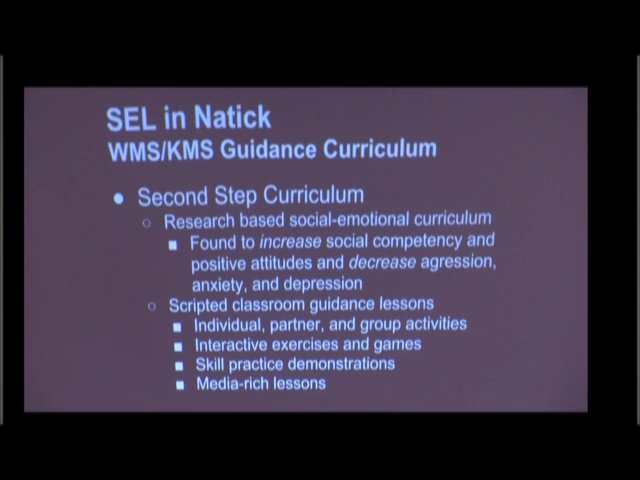 SEL in Natick
WMS/KMS Guidance Curriculum
● Second Step Curriculum
○ Research based social-emotional curriculum
■ Found to increase social competency and
positive attitudes and decrease agression,
anxiety, and depression
○ Scripted classroom guidance lessons
■ Individual, partner, and group activities
■ Interactive exercises and games
■ Skill practice demonstrations
■ Media-rich lessons